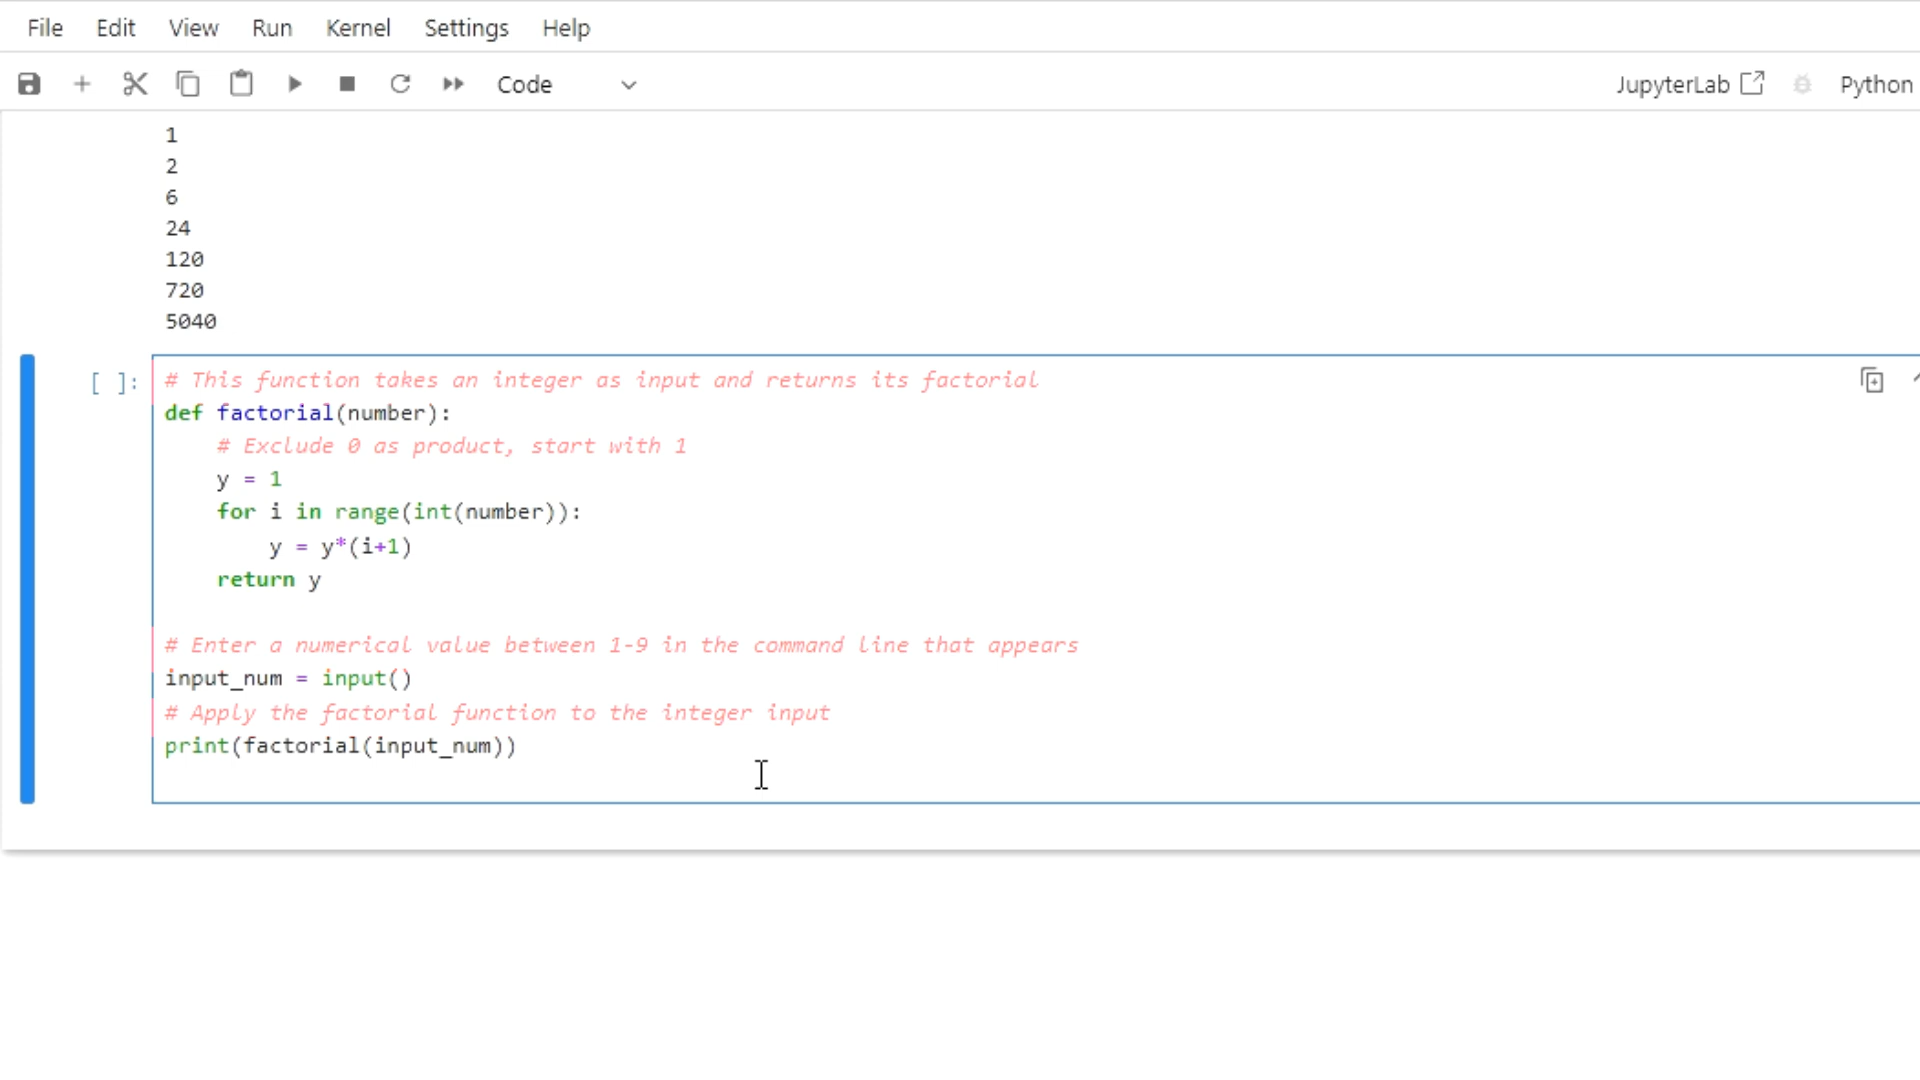 File Edit View Run Kernel Settings Help
Code JupyterLab Python
1
2
6
24
120
720
5040
[ ]: # This function takes an integer as input and returns its factorial
def factorial(number):
    # Exclude 0 as product, start with 1
    y = 1
    for i in range(int(number)):
        y = y*(i+1)
    return y

# Enter a numerical value between 1-9 in the command line that appears
input_num = input()
# Apply the factorial function to the integer input
print(factorial(input_num))